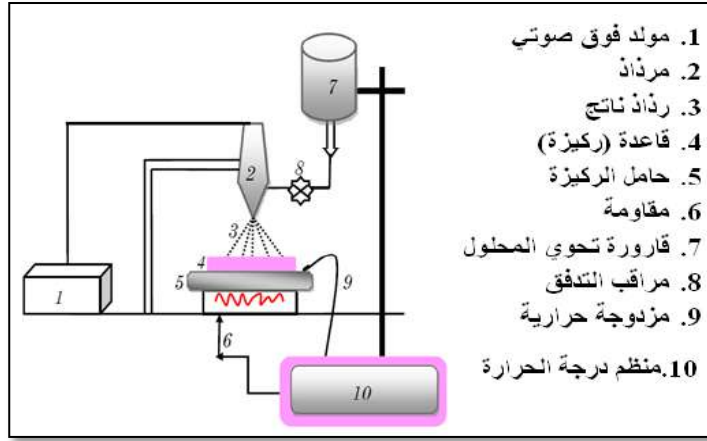 1. مولد فوق صوتي
2. مرذاذ
3. رذاذ ناتج
4. قاعدة (ركيزة)
5. حامل الركيزة
6. مقاومة
7. قارورة تحوي المحلول
8. مراقب التدفق
9. مزدوجة حرارية
10.منظم درجة الحرارة
7
8
2
3
4
5
9
1
6
10